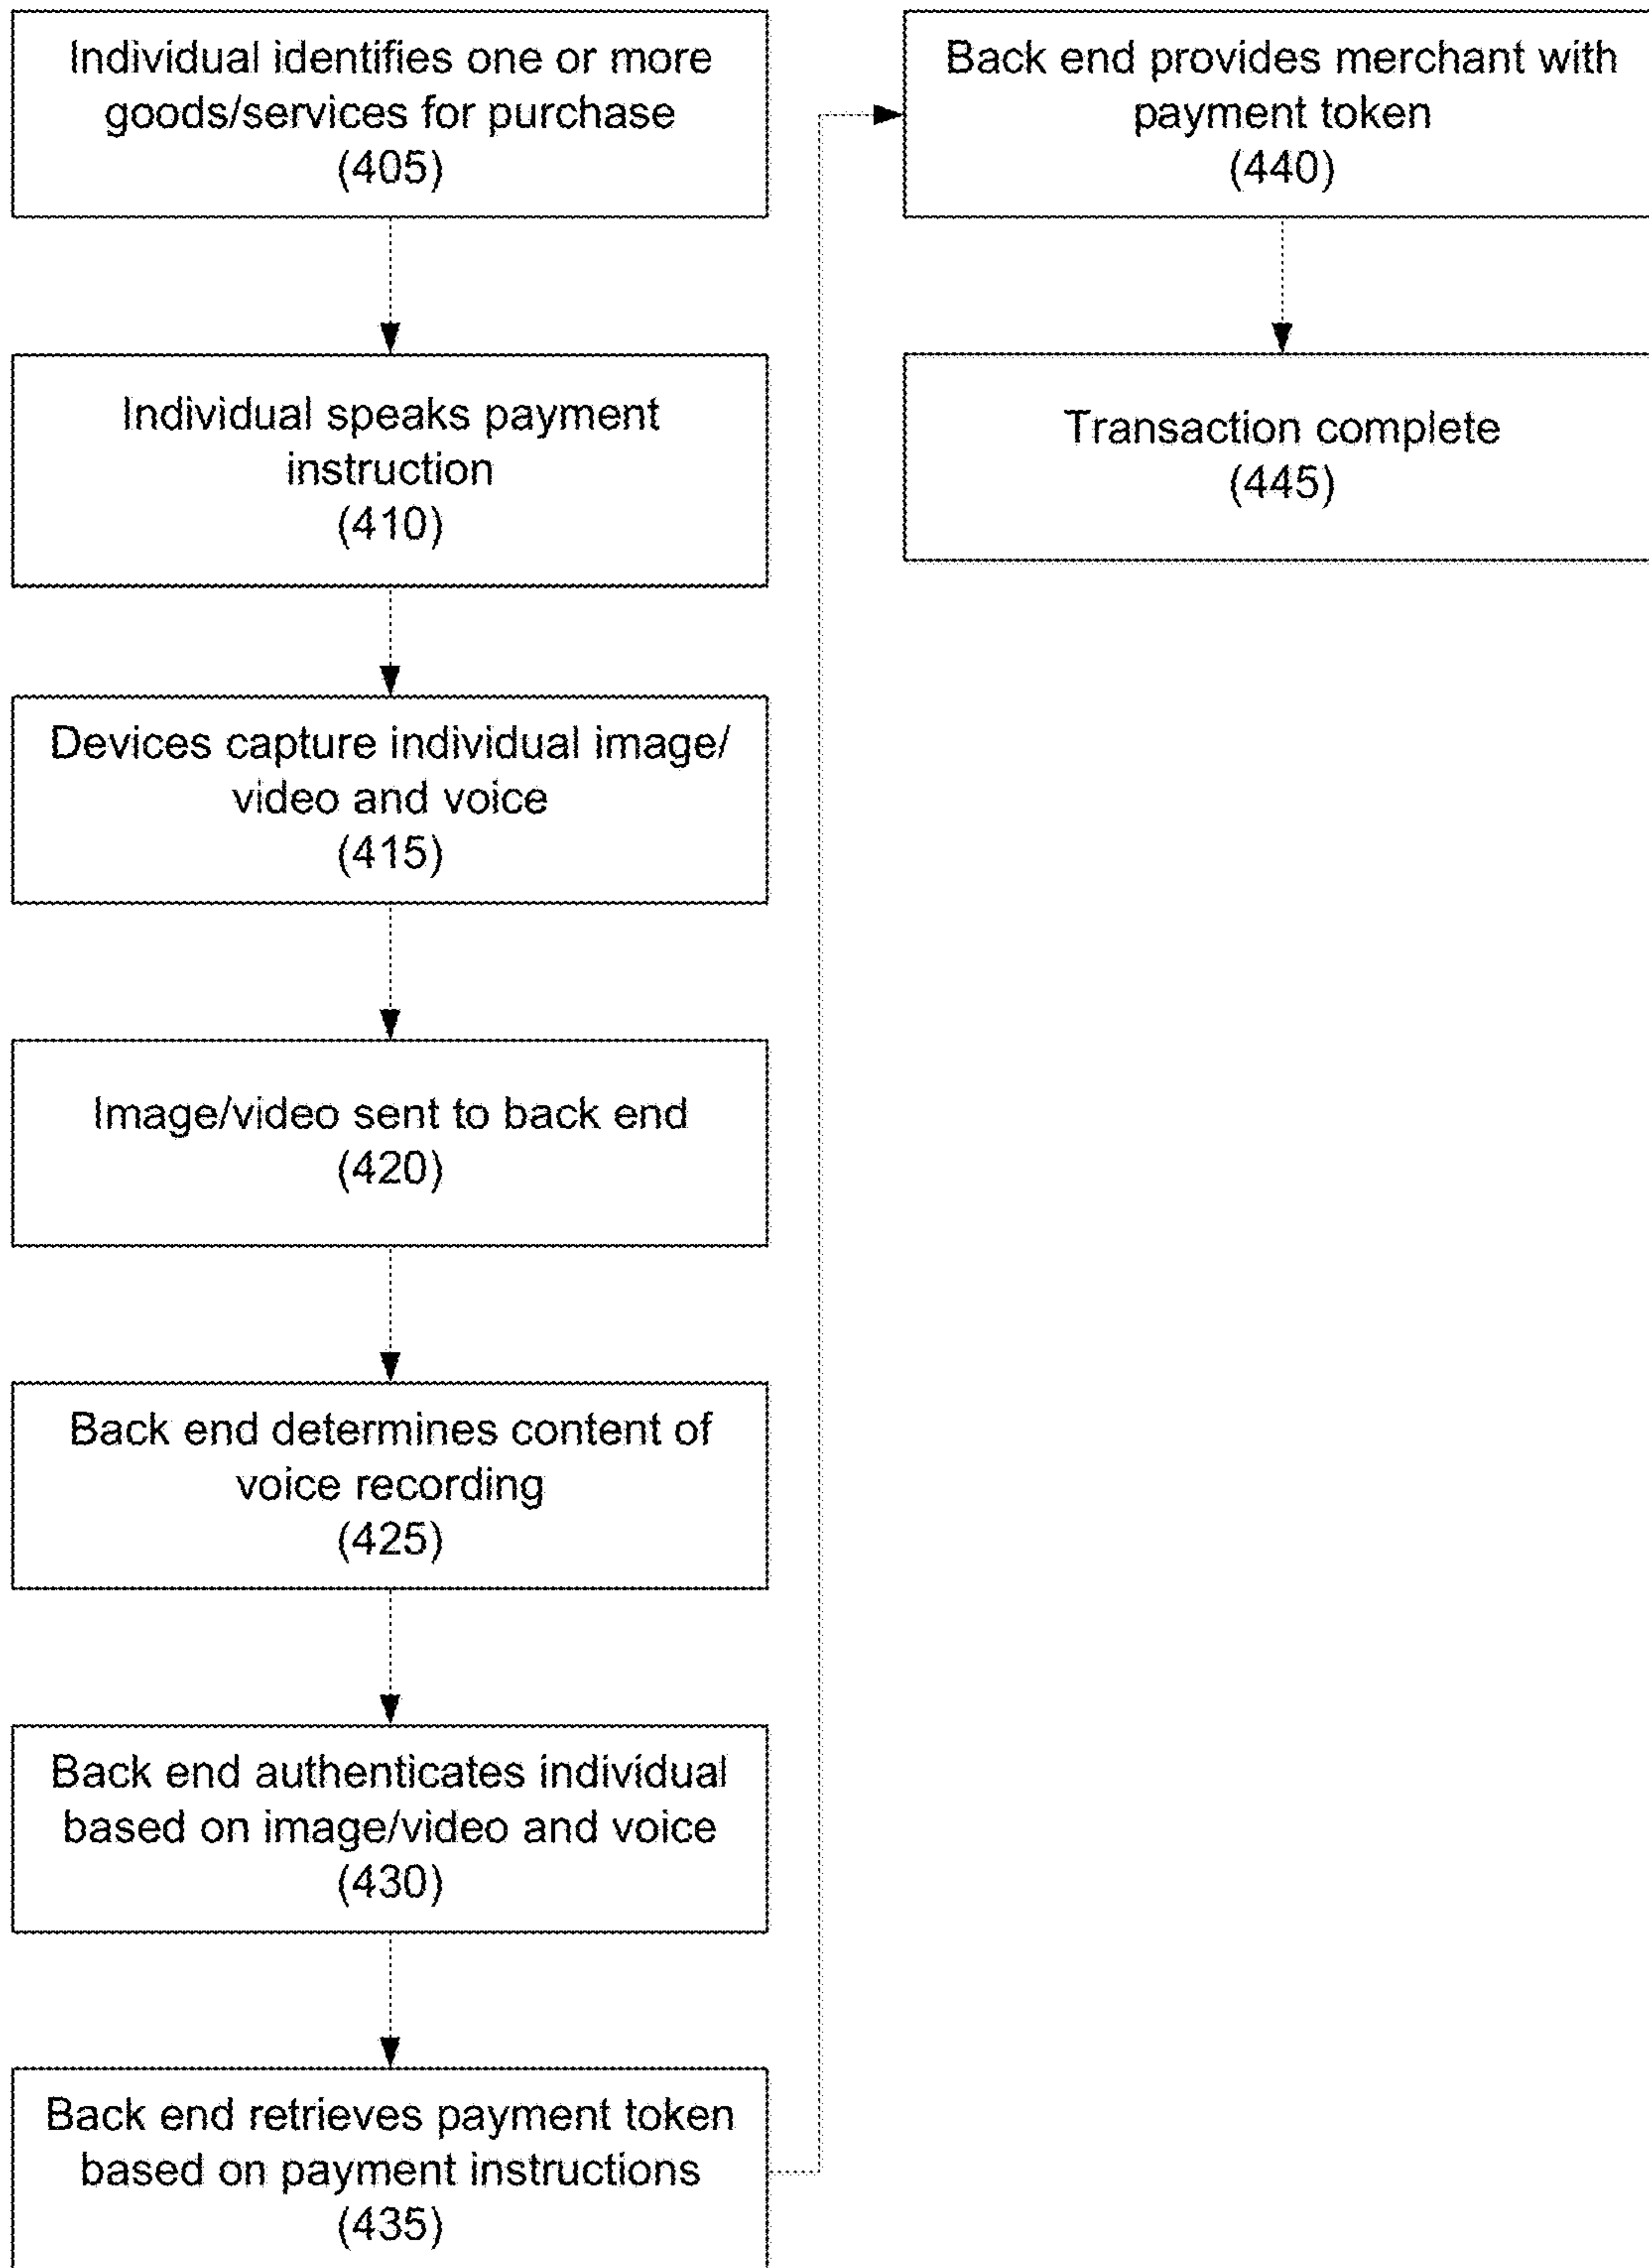 Individual identifies one or more
goods/services for purchase
(405)
Individual speaks payment
instruction
(410)
Devices capture individual image/
video and voice
(415)
Image/video sent to back end
(420)
Back end determines content of
voice recording
(425)
Back end authenticates individual
based on image/video and voice
(430)
Back end retrieves payment token
based on payment instructions
(435)
Back end provides merchant with
payment token
(440)
Transaction complete
(445)